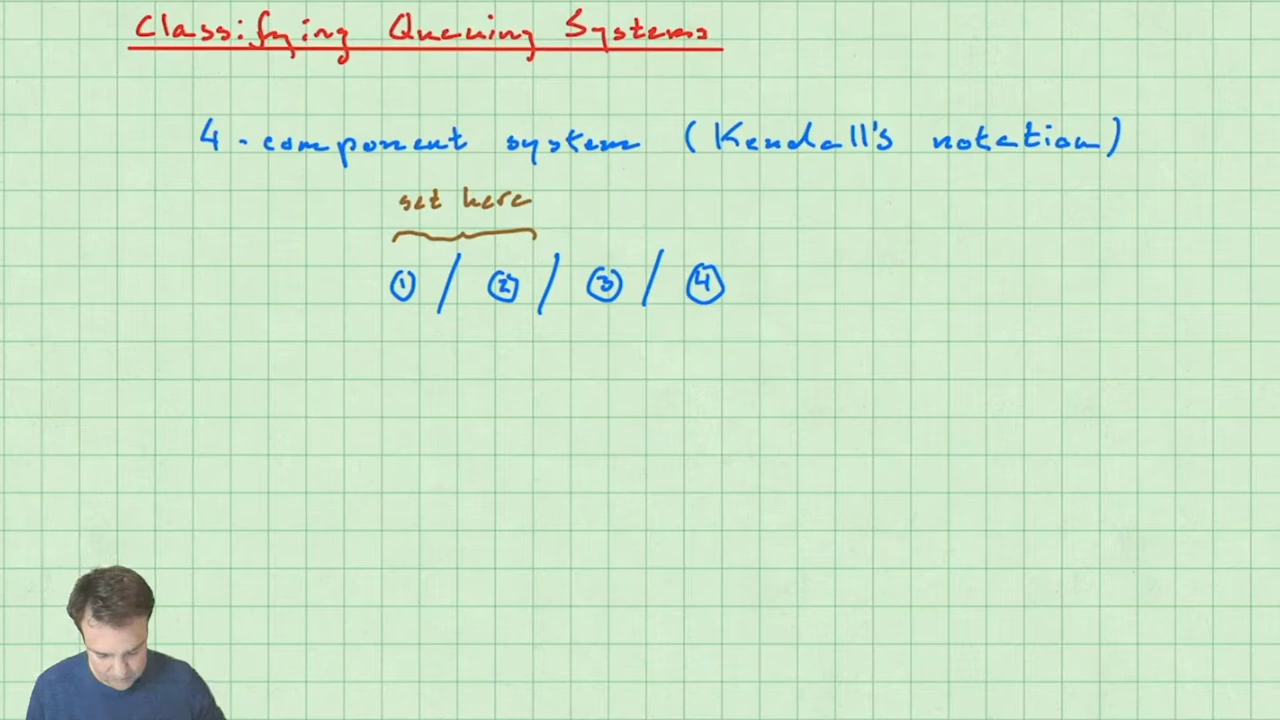 Classifying Queuing Systems
4-component system (Kendall's notation)
set here
① / ② / ③ / ④